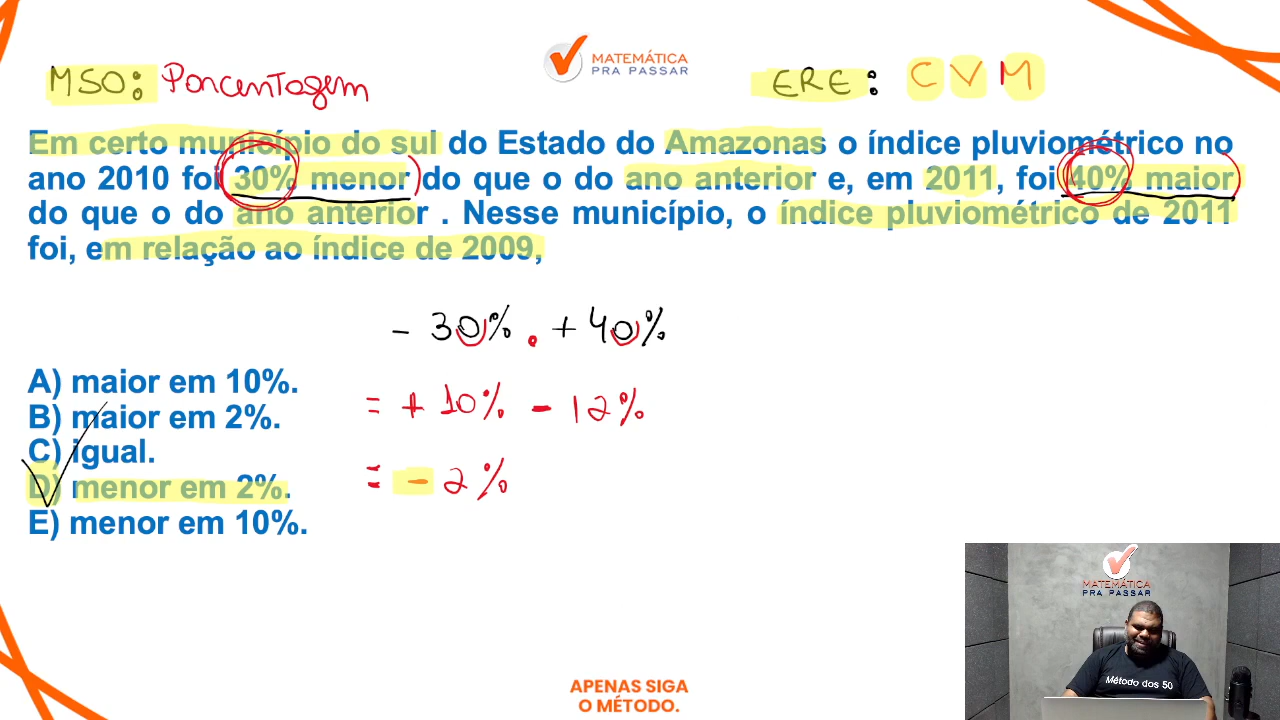 MATEMÁTICA
PRA PASSAR
MSO: Porcentagem
ERE: C V M
Em certo município do sul do Estado do Amazonas o índice pluviométrico no
ano 2010 foi 30% menor do que o do ano anterior e, em 2011, foi 40% maior
do que o do ano anterior . Nesse município, o índice pluviométrico de 2011
foi, em relação ao índice de 2009,
- 30% . + 40%
= + 10% - 12%
= - 2%
A) maior em 10%.
B) maior em 2%.
C) igual.
D) menor em 2%.
E) menor em 10%.
MATEMÁTICA
PRA PASSAR
Método dos 50
APENAS SIGA
O MÉTODO.